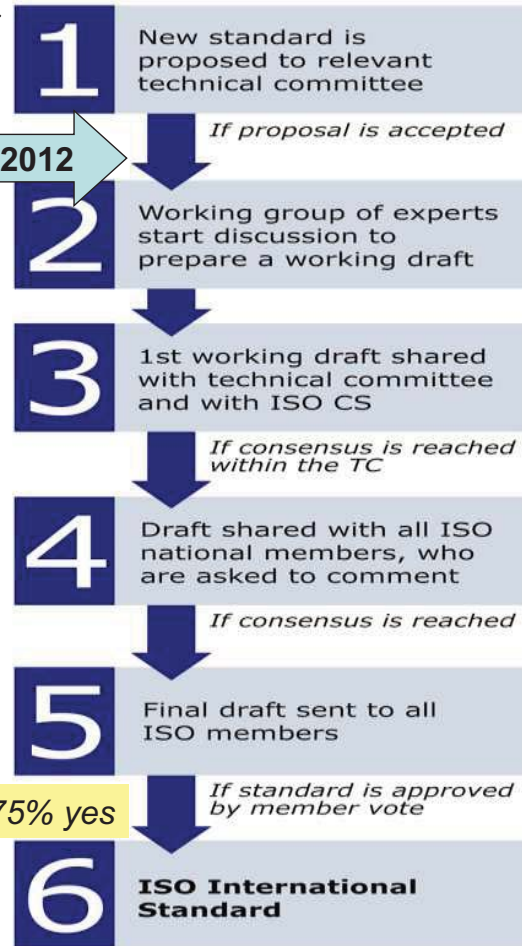 1
New standard is
proposed to relevant
technical committee
If proposal is accepted
2012
2
Working group of experts
start discussion to
prepare a working draft
3
1st working draft shared
with technical committee
and with ISO CS
If consensus is reached
within the TC
4
Draft shared with all ISO
national members, who
are asked to comment
If consensus is reached
5
Final draft sent to all
ISO members
75% yes
If standard is approved
by member vote
6
ISO International
Standard